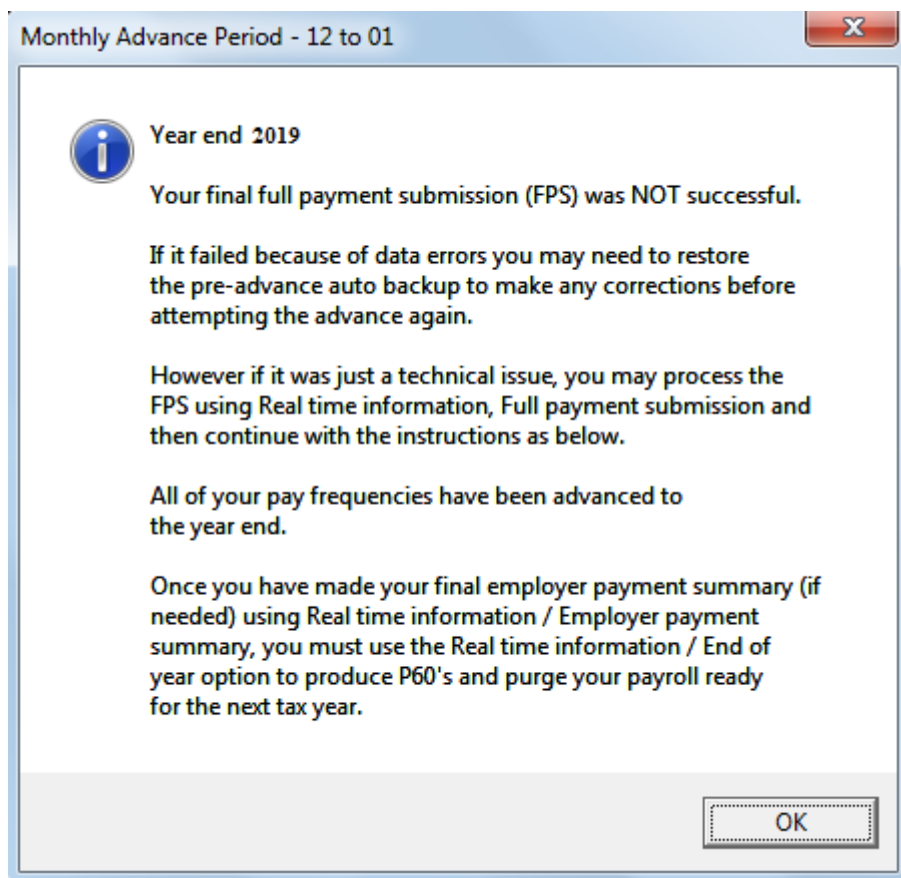 Monthly Advance Period - 12 to 01
Year end 2019
Your final full payment submission (FPS) was NOT successful.
If it failed because of data errors you may need to restore
the pre-advance auto backup to make any corrections before
attempting the advance again.
However if it was just a technical issue, you may process the
FPS using Real time information, Full payment submission and
then continue with the instructions as below.
All of your pay frequencies have been advanced to
the year end.
Once you have made your final employer payment summary (if
needed) using Real time information / Employer payment
summary, you must use the Real time information / End of
year option to produce P60's and purge your payroll ready
for the next tax year.
OK